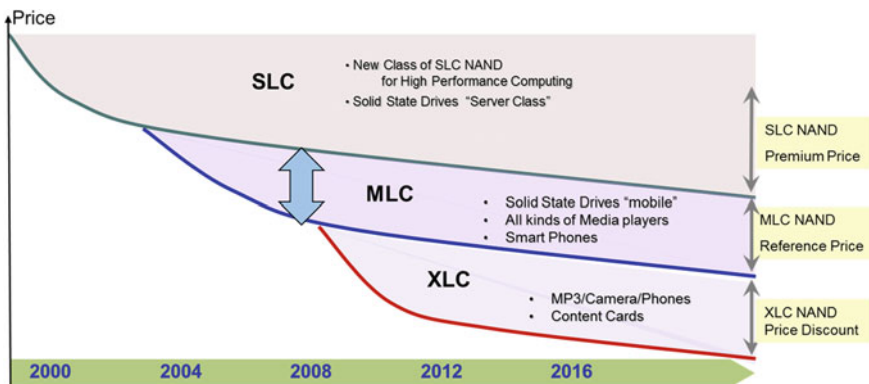 Price
SLC
• New Class of SLC NAND
for High Performance Computing
• Solid State Drives "Server Class"
SLC NAND
Premium Price
MLC
• Solid State Drives "mobile"
• All kinds of Media players
• Smart Phones
MLC NAND
Reference Price
XLC
• MP3/Camera/Phones
• Content Cards
XLC NAND
Price Discount
2000 2004 2008 2012 2016